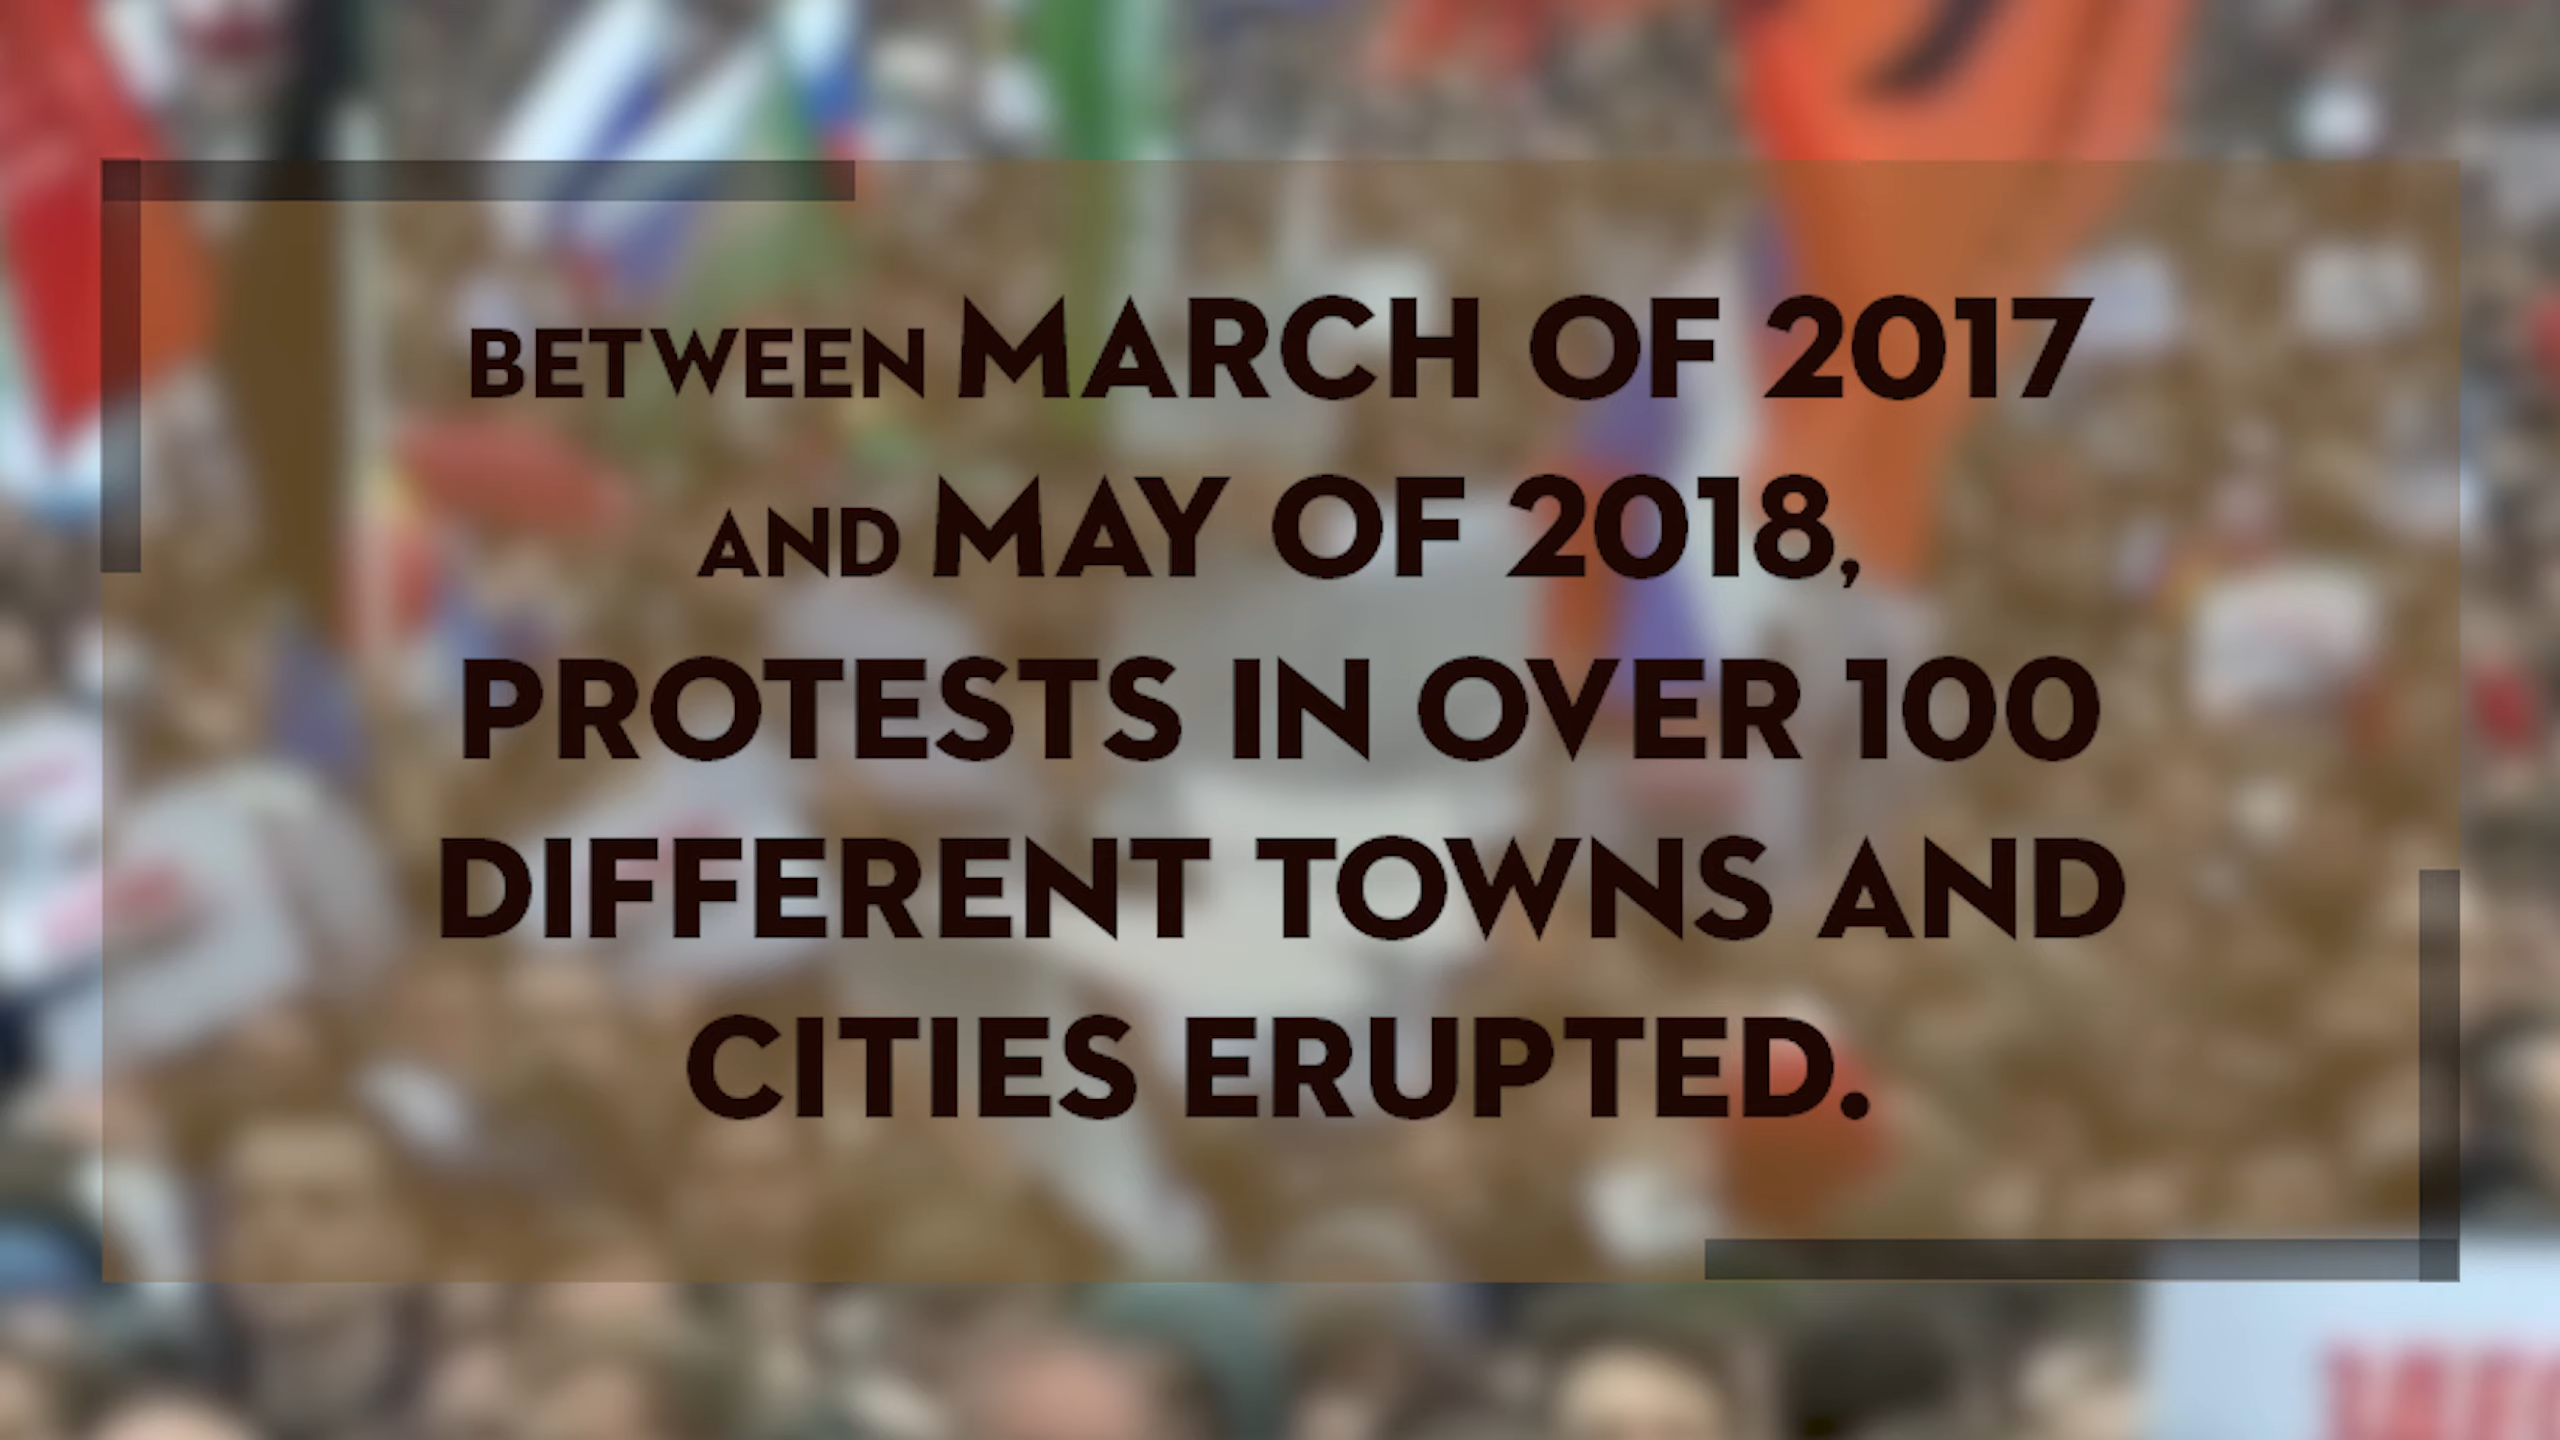 BETWEEN MARCH OF 2017
AND MAY OF 2018,
PROTESTS IN OVER 100
DIFFERENT TOWNS AND
CITIES ERUPTED.